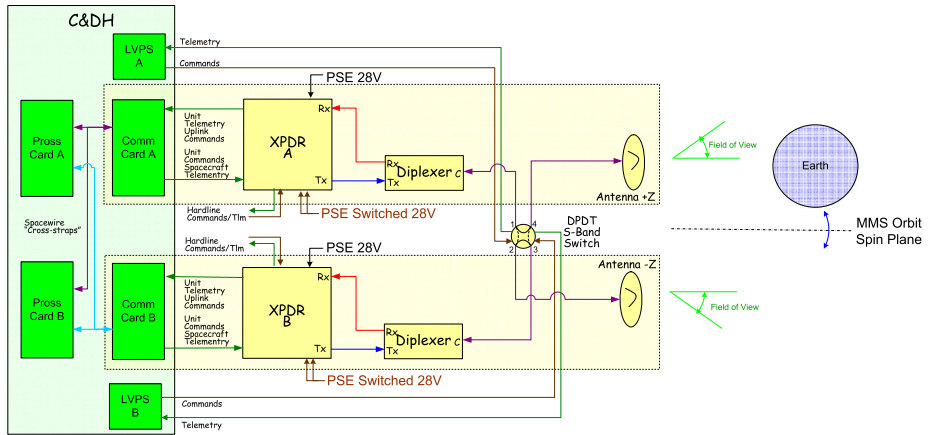 C&DH
LVPS
A
Telemetry
Commands
PSE 28V
Pross
Card A
Comm
Card A
Unit
Telemetry
Uplink
Commands
Unit
Commands
Spacecraft
Telementry
XPDR
A
Rx
Tx
Rx
Tx
Diplexer C
Antenna +Z
Field of View
Earth
Hardline
Commands/Tlm
PSE Switched 28V
Spacewire
"Cross-straps"
1
4
2
3
DPDT
S-Band
Switch
MMS Orbit
Spin Plane
Hardline
Commands/Tlm
PSE 28V
Antenna -Z
Pross
Card B
Comm
Card B
Unit
Telemetry
Uplink
Commands
Unit
Commands
Spacecraft
Telementry
XPDR
B
Rx
Tx
Rx
Tx
Diplexer C
Field of View
PSE Switched 28V
LVPS
B
Commands
Telemetry